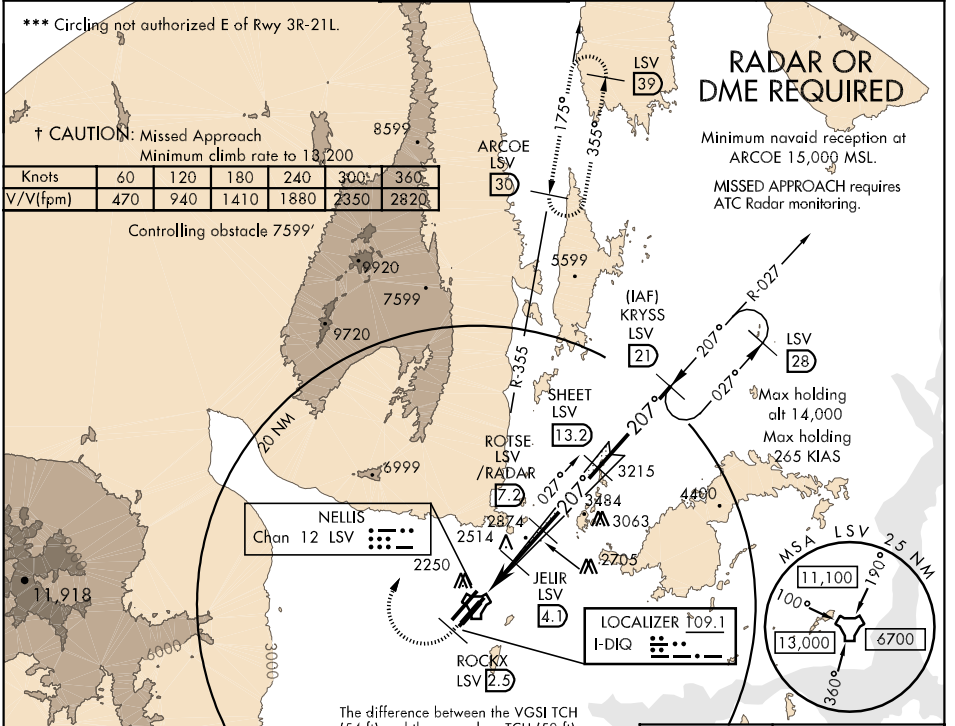 *** Circling not authorized E of Rwy 3R-21L.
RADAR OR
DME REQUIRED
Minimum navaid reception at
ARCOE 15,000 MSL.
MISSED APPROACH requires
ATC Radar monitoring.
† CAUTION: Missed Approach
Minimum climb rate to 13,200
Knots 60 120 180 240 300 360
V/V(fpm) 470 940 1410 1880 2350 2820
Controlling obstacle 7599'
8599
9920
7599
9720
5599
LSV
39
175°
355°
ARCOE
LSV
30
R-355
R-027
(IAF)
KRYSS
LSV
21
207°
027°
LSV
28
Max holding
alt 14,000
Max holding
265 KIAS
20 NM
SHEET
LSV
13.2
207°
3215
ROTSE
LSV
/RADAR
7.2
027°
207°
6999
3484
3063
4400
2874
2514
2705
2250
NELLIS
Chan 12 LSV
JELIR
LSV
4.1
LOCALIZER 109.1
I-DIQ
ROCKX
LSV 2.5
11,918
6000
3000
MSA LSV 25 NM
11,100
190°
100°
13,000
6700
360°
The difference between the VGSI TCH